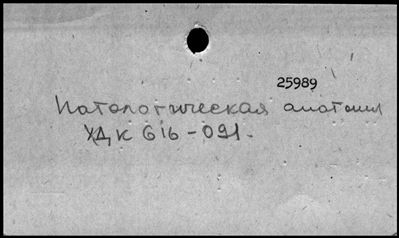 25989
Патологическая анатомия
УДК 616-091.